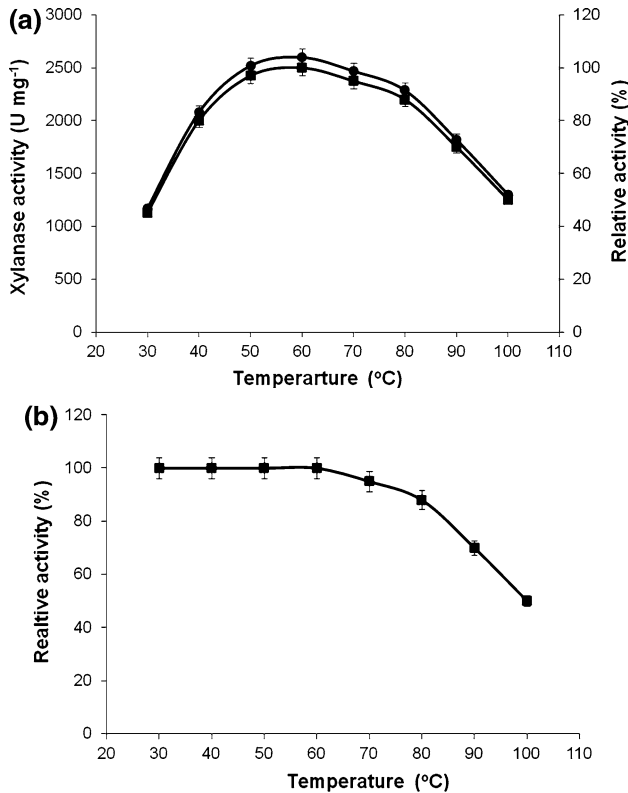 (a)
3000
2500
2000
1500
1000
500
0
Xylanase activity (U mg-1)
120
100
80
60
40
20
0
Relative activity (%)
20 30 40 50 60 70 80 90 100 110
Temperarture (ºC)
(b)
120
100
80
60
40
20
0
Realtive activity (%)
20 30 40 50 60 70 80 90 100 110
Temperature (ºC)